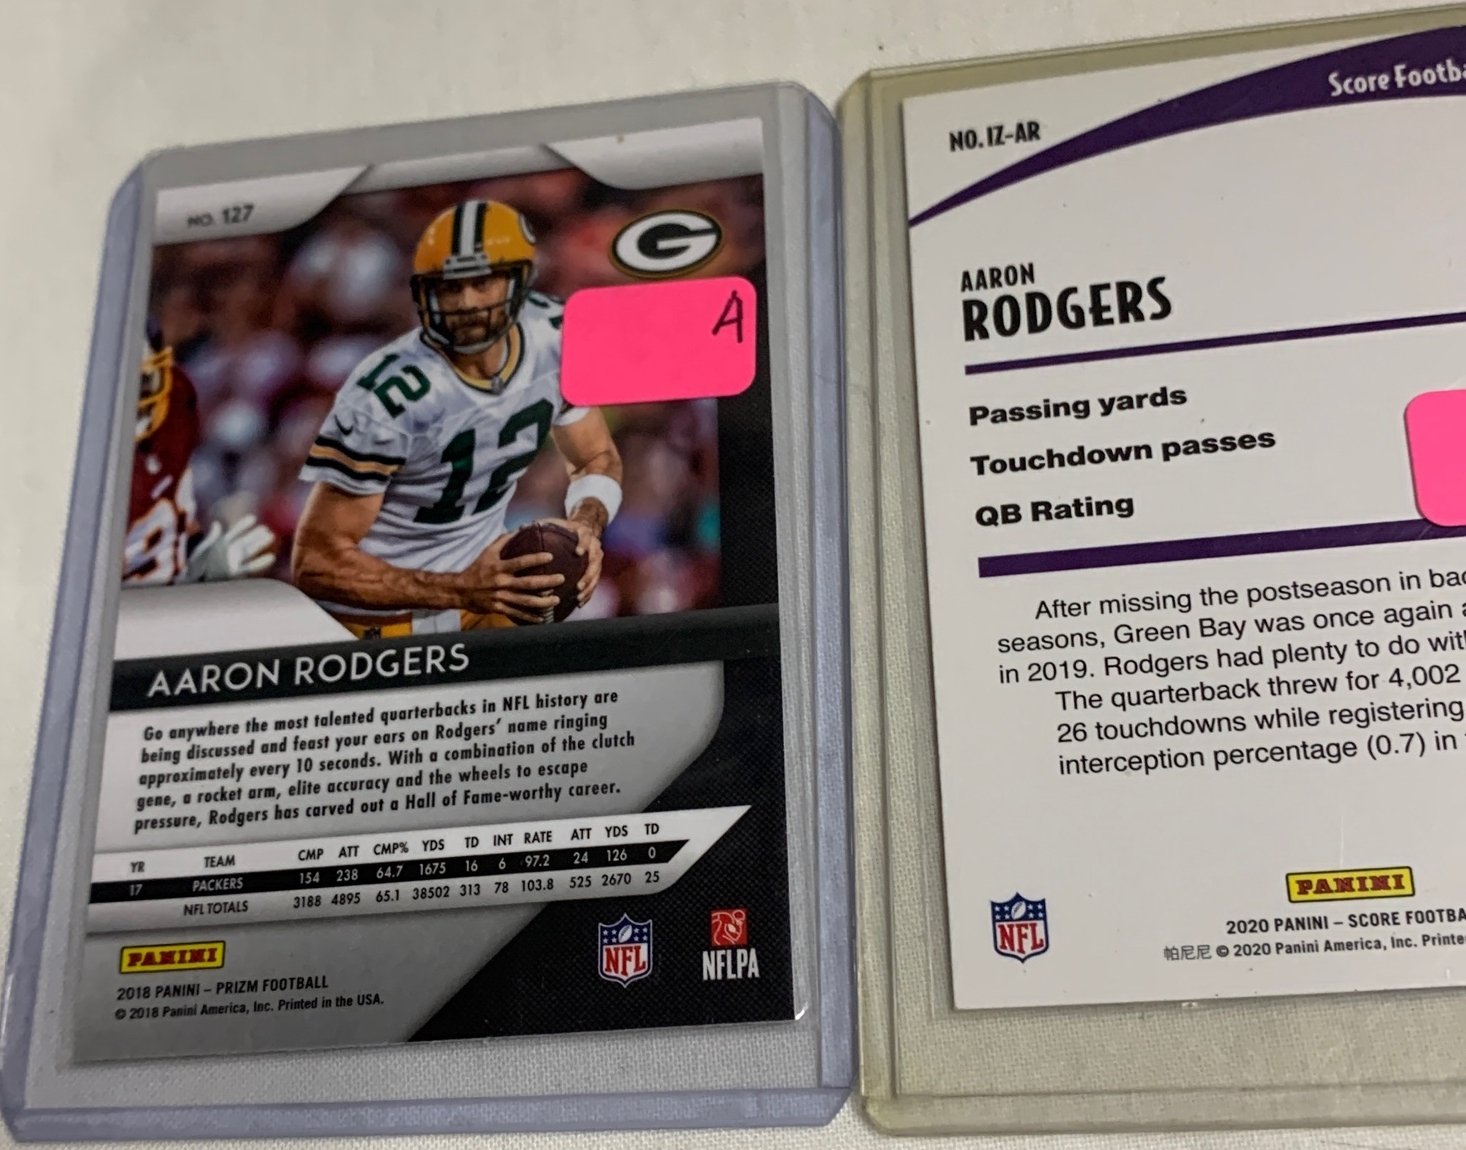 NO. 127
G
A
12
12
AARON RODGERS
Go anywhere the most talented quarterbacks in NFL history are
being discussed and feast your ears on Rodgers' name ringing
approximately every 10 seconds. With a combination of the clutch
gene, a rocket arm, elite accuracy and the wheels to escape
pressure, Rodgers has carved out a Hall of Fame-worthy career.
YR TEAM CMP ATT CMP% YDS TD INT RATE ATT YDS TD
17 PACKERS 154 238 64.7 1675 16 6 97.2 24 126 0
NFL TOTALS 3188 4895 65.1 38502 313 78 103.8 525 2670 25
PANINI
NFL
NFLPA
2018 PANINI – PRIZM FOOTBALL
© 2018 Panini America, Inc. Printed in the USA.
Score Footba
NO. IZ-AR
AARON
RODGERS
Passing yards
Touchdown passes
QB Rating
After missing the postseason in bac
seasons, Green Bay was once again a
in 2019. Rodgers had plenty to do with
The quarterback threw for 4,002
26 touchdowns while registering
interception percentage (0.7) in
PANINI
NFL
2020 PANINI – SCORE FOOTBA
帕尼尼 © 2020 Panini America, Inc. Printe